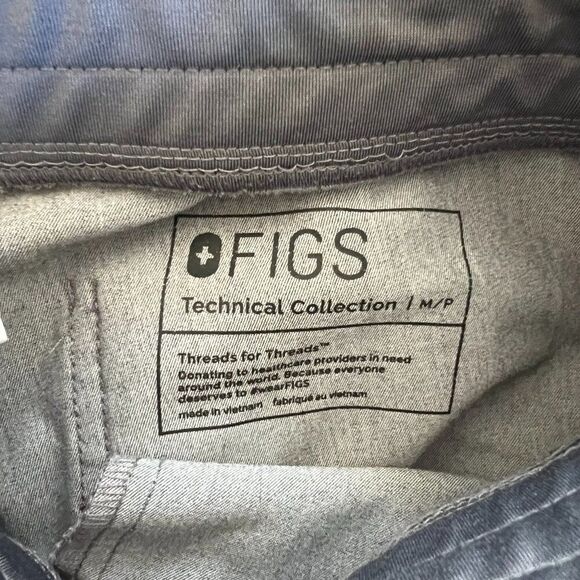 FIGS
Technical Collection / M/P
Threads for Threads™
Donating to healthcare providers in need
around the world. Because everyone
deserves to #wearFIGS
made in vietnam fabriqué au vietnam